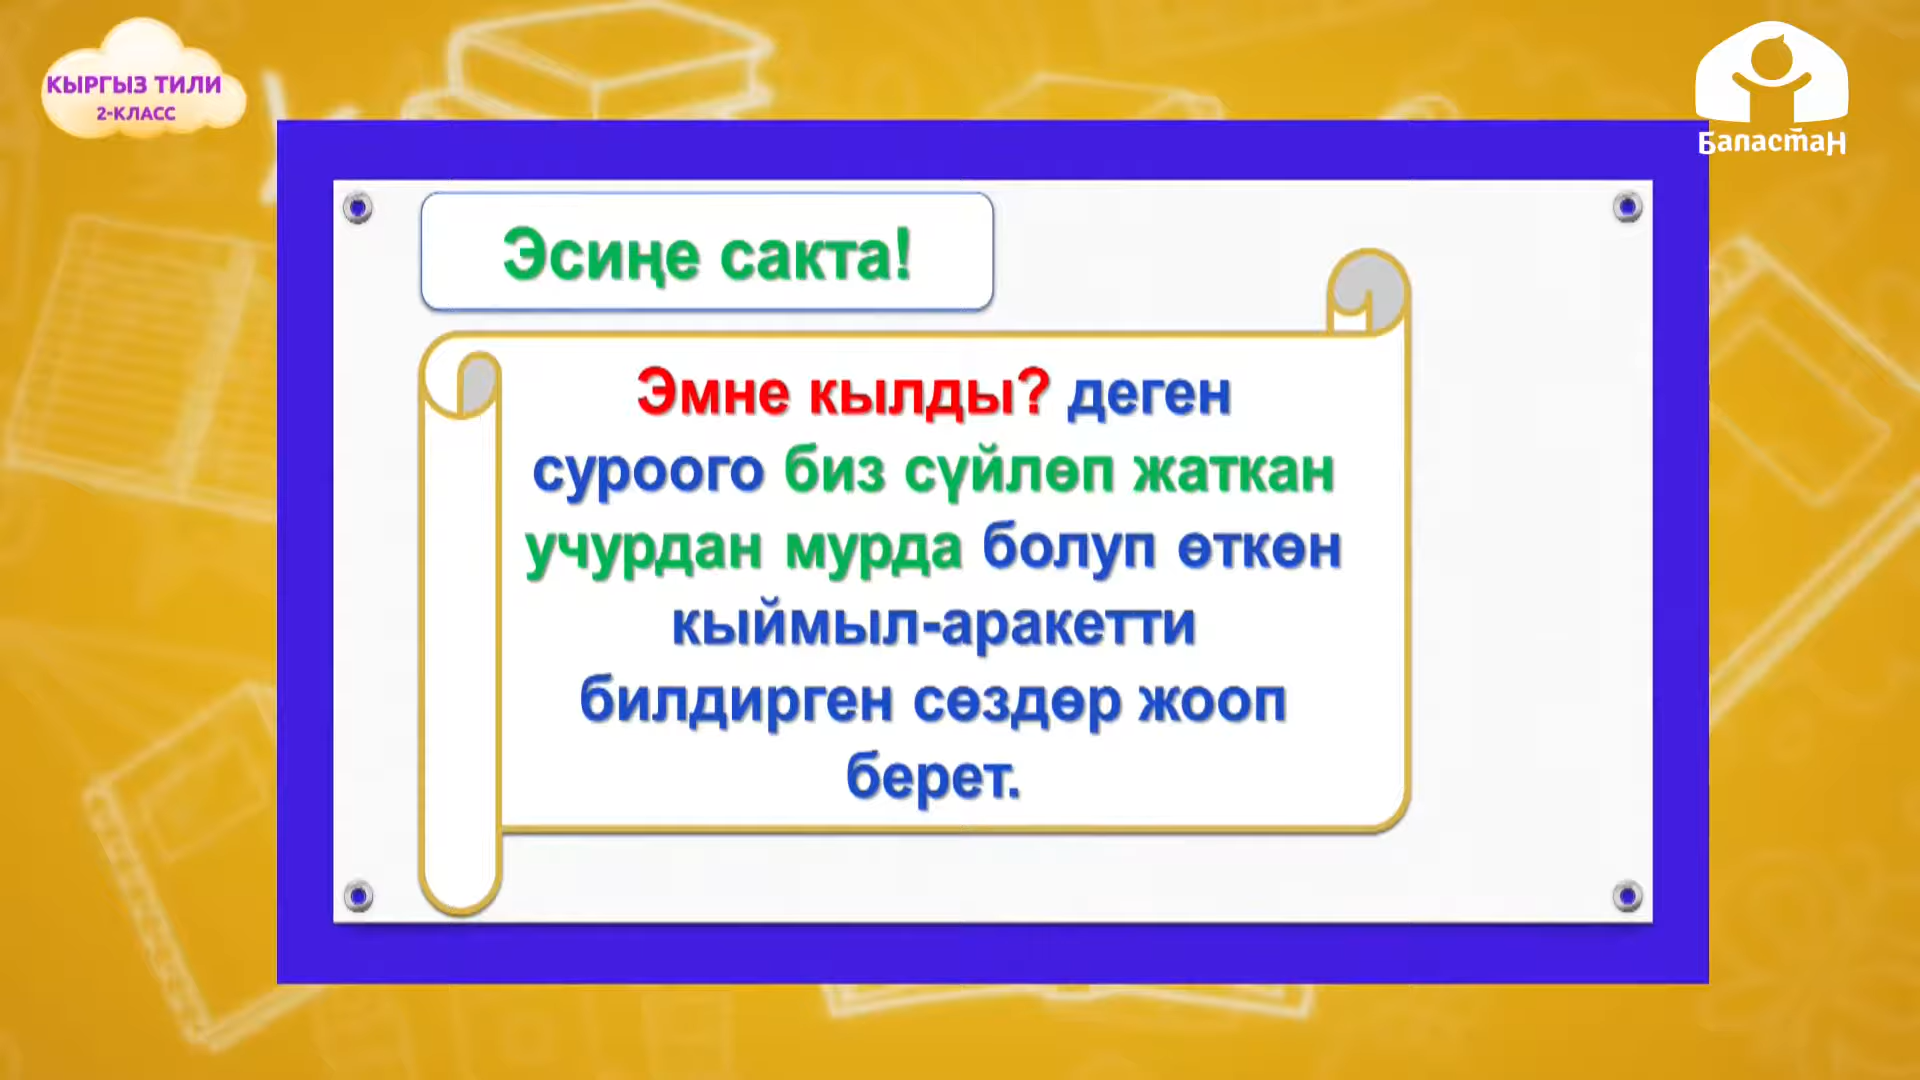 КЫРГЫЗ ТИЛИ
2-КЛАСС
Баластан
Эсиңе сакта!
Эмне кылды? деген
суроого биз сүйлөп жаткан
учурдан мурда болуп өткөн
кыймыл-аракетти
билдирген сөздөр жооп
берет.